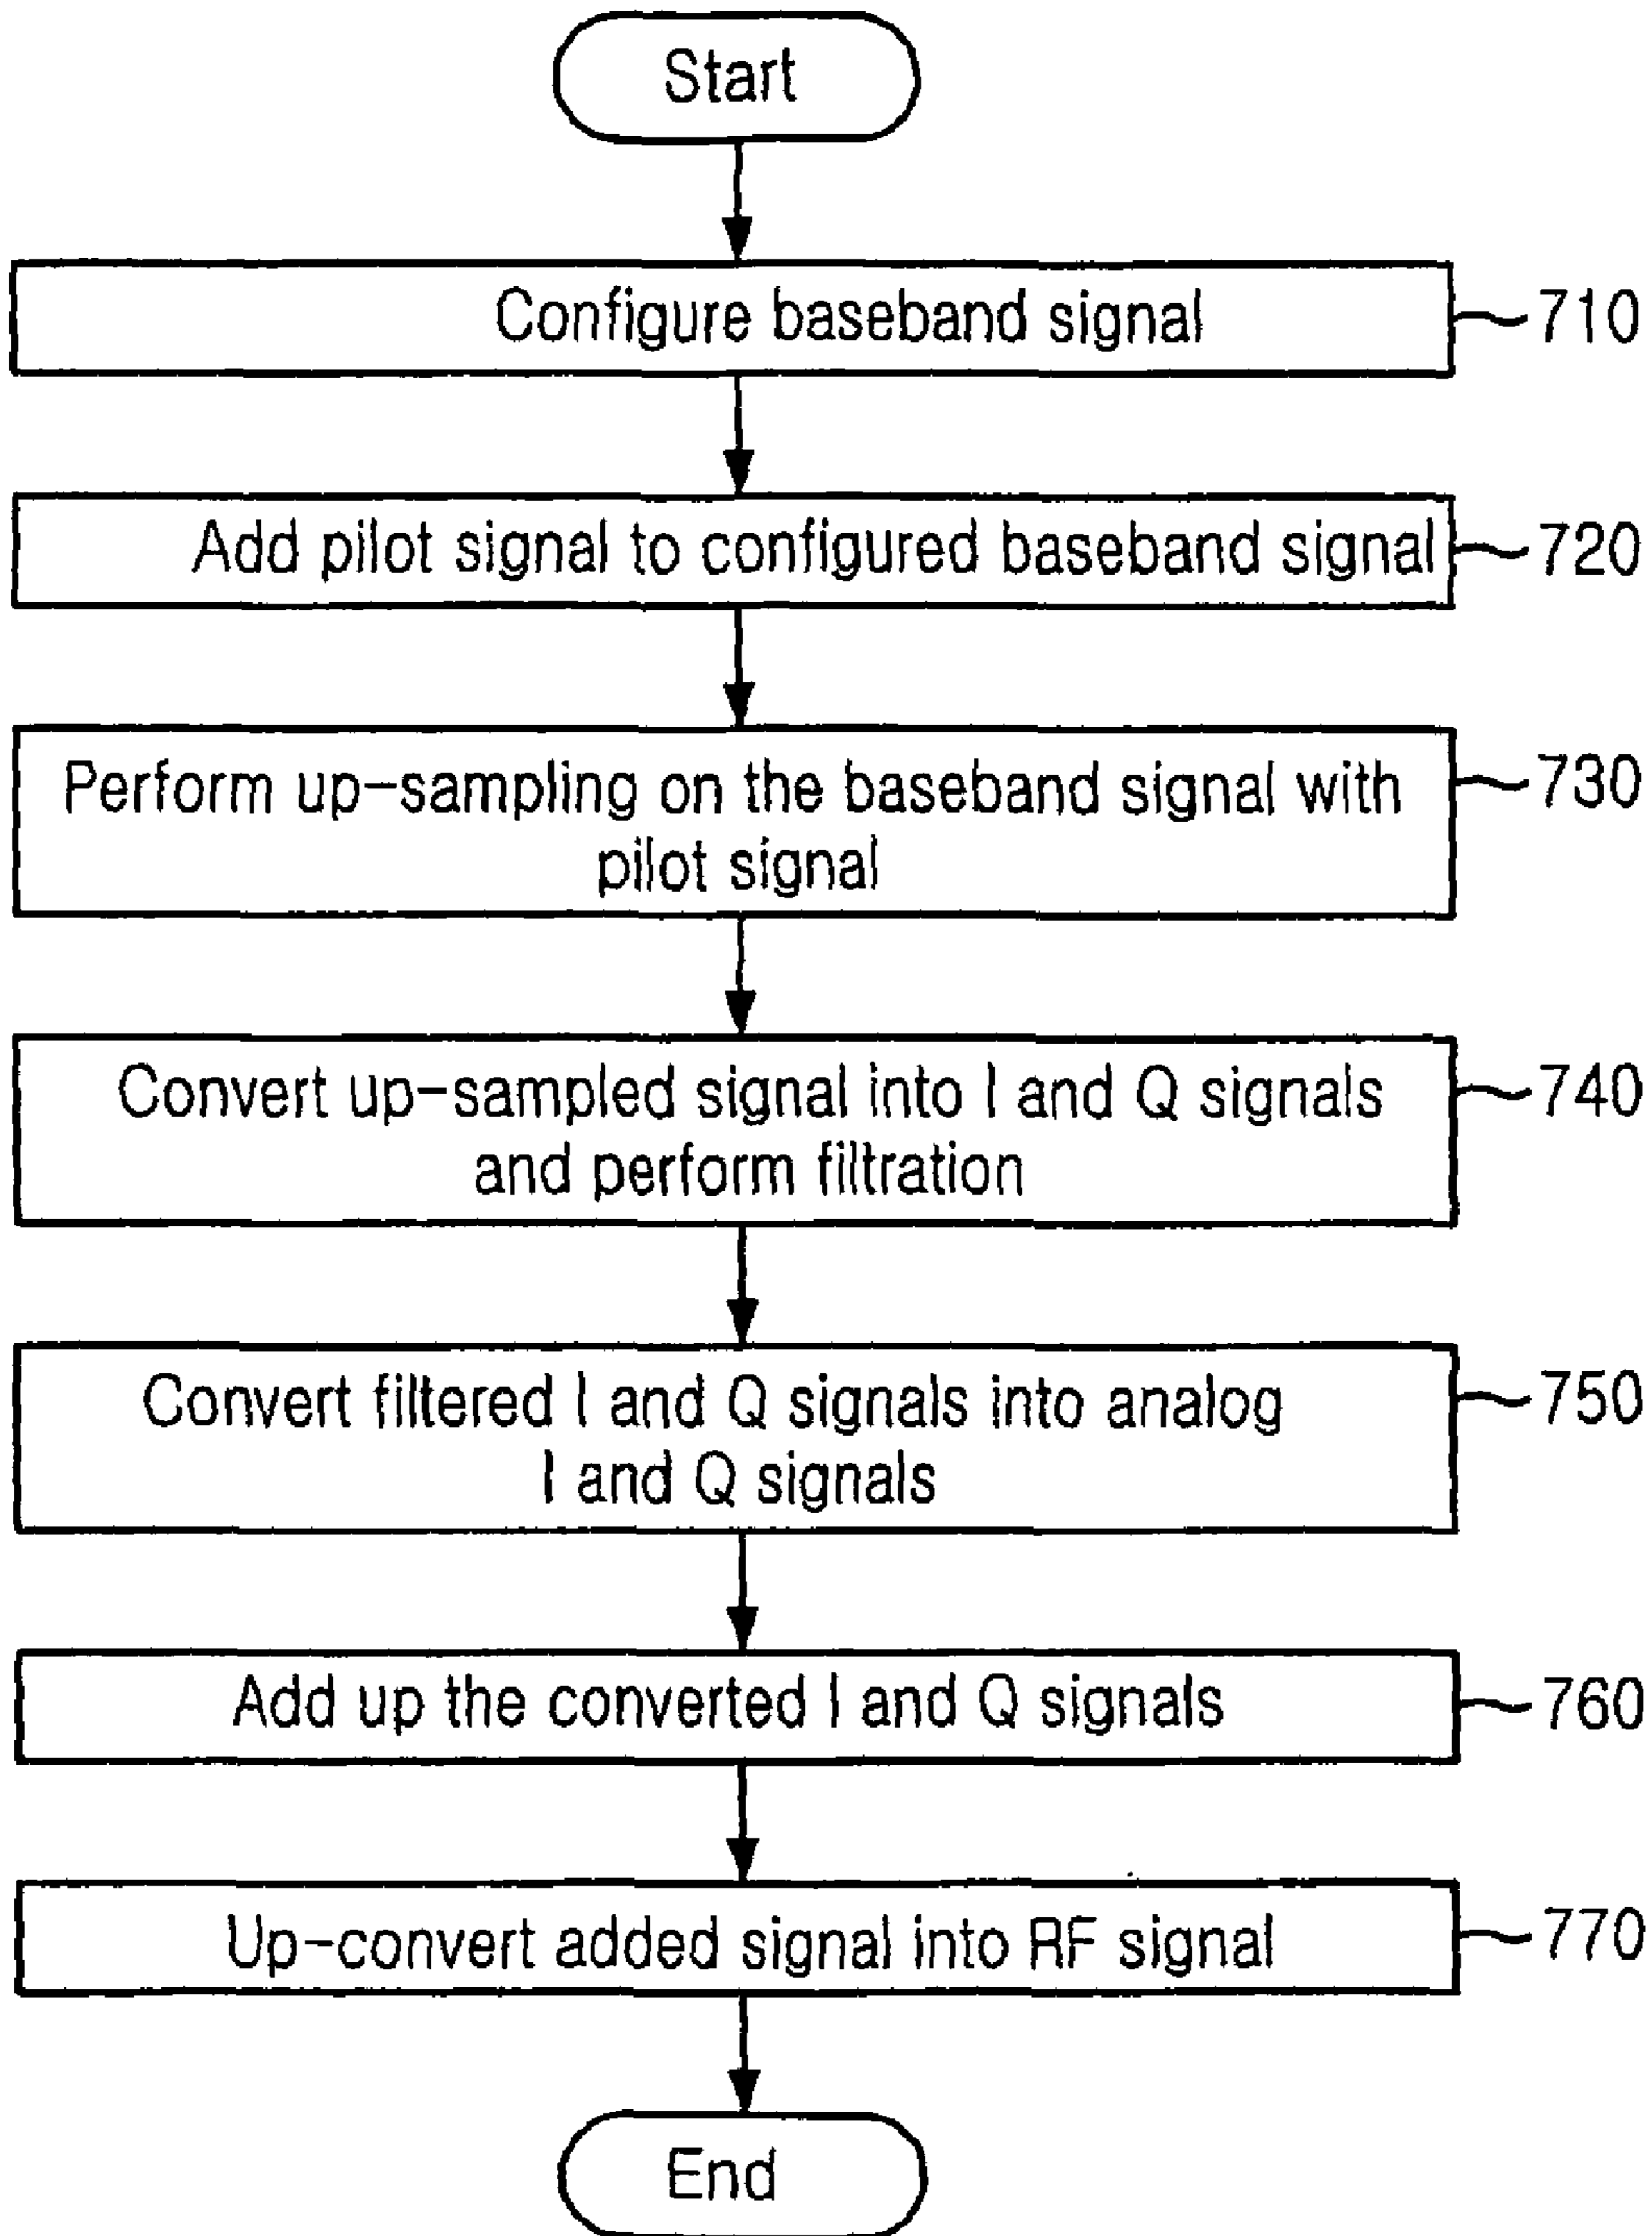 Start
Configure baseband signal
710
Add pilot signal to configured baseband signal
720
Perform up-sampling on the baseband signal with
pilot signal
730
Convert up-sampled signal into I and Q signals
and perform filtration
740
Convert filtered I and Q signals into analog
I and Q signals
750
Add up the converted I and Q signals
760
Up-convert added signal into RF signal
770
End